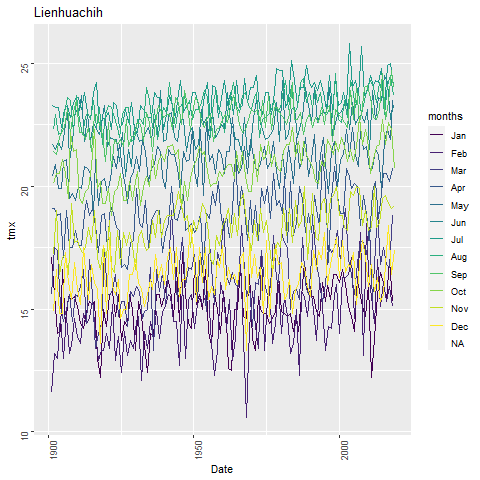 Lienhuachih
tmx
25
20
15
10
1900
1950
2000
Date
months
Jan
Feb
Mar
Apr
May
Jun
Jul
Aug
Sep
Oct
Nov
Dec
NA